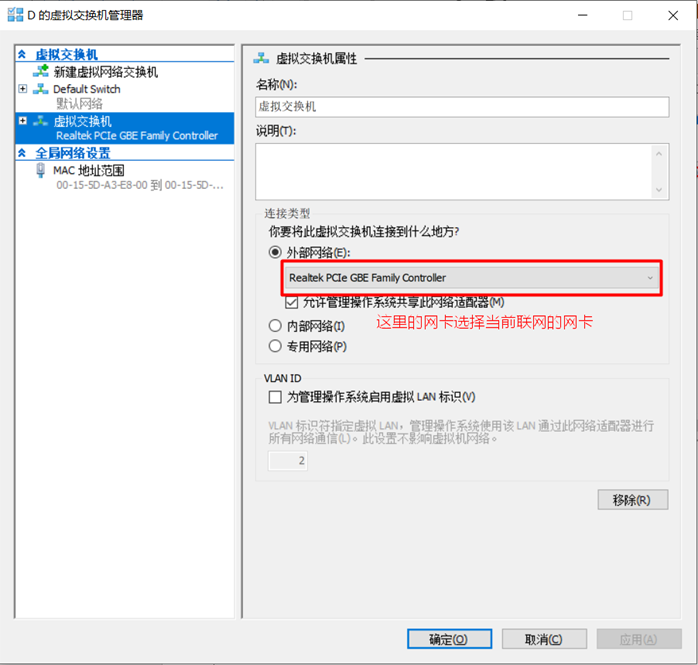 D 的虚拟交换机管理器
虚拟交换机
新建虚拟网络交换机
Default Switch
默认网络
虚拟交换机
Realtek PCIe GBE Family Controller
全局网络设置
MAC 地址范围
00-15-5D-A3-E8-00 到 00-15-5D-...
虚拟交换机属性
名称(N):
虚拟交换机
说明(T):
连接类型
你要将此虚拟交换机连接到什么地方?
外部网络(E):
Realtek PCIe GBE Family Controller
允许管理操作系统共享此网络适配器(M)
这里的网卡选择当前联网的网卡
内部网络(I)
专用网络(P)
VLAN ID
为管理操作系统启用虚拟 LAN 标识(V)
VLAN 标识符指定虚拟 LAN，管理操作系统使用该 LAN 通过此网络适配器进行
所有网络通信(L)。此设置不影响虚拟机网络。
2
移除(R)
确定(O)
取消(C)
应用(A)